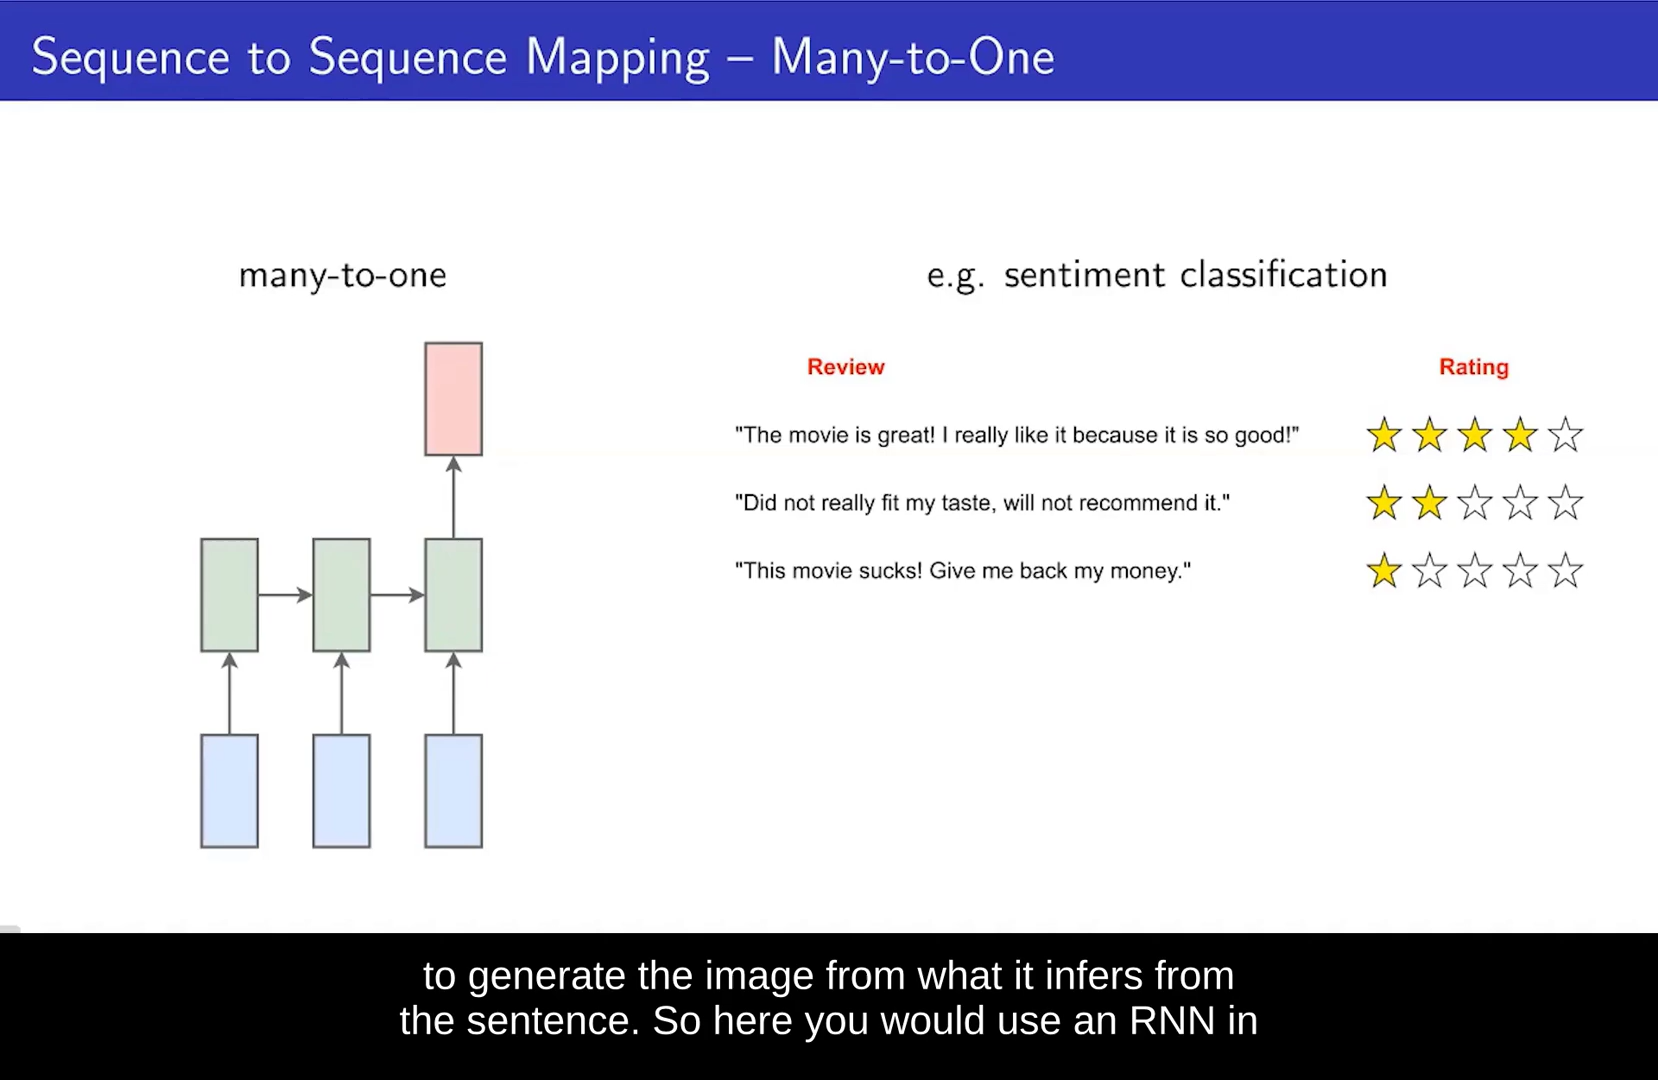 Sequence to Sequence Mapping – Many-to-One
many-to-one
e.g. sentiment classification
Review
Rating
"The movie is great! I really like it because it is so good!"
"Did not really fit my taste, will not recommend it."
"This movie sucks! Give me back my money."
to generate the image from what it infers from
the sentence. So here you would use an RNN in